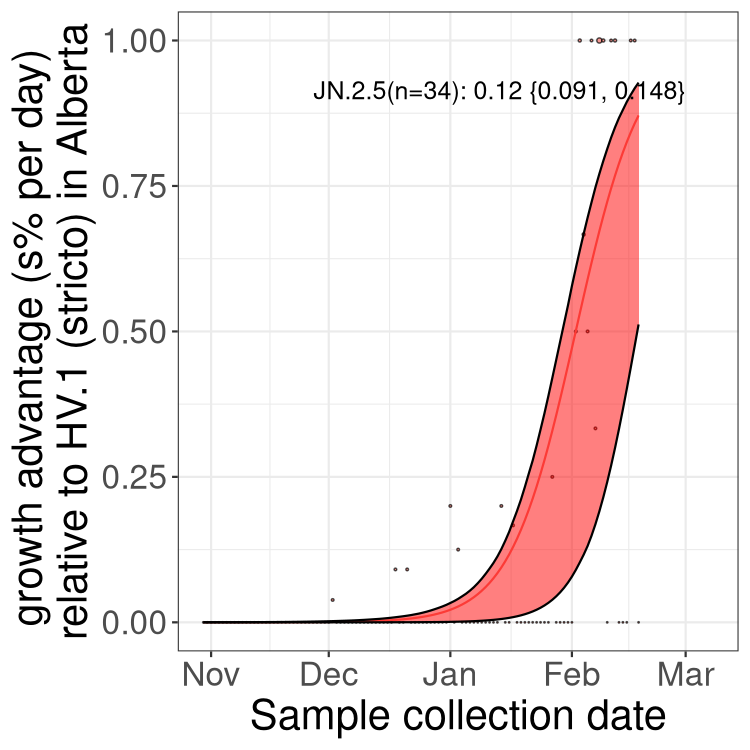 growth advantage (s% per day)
relative to HV.1 (stricto) in Alberta
1.00
0.75
0.50
0.25
0.00
JN.2.5(n=34): 0.12 {0.091, 0.148}
Nov Dec Jan Feb Mar
Sample collection date